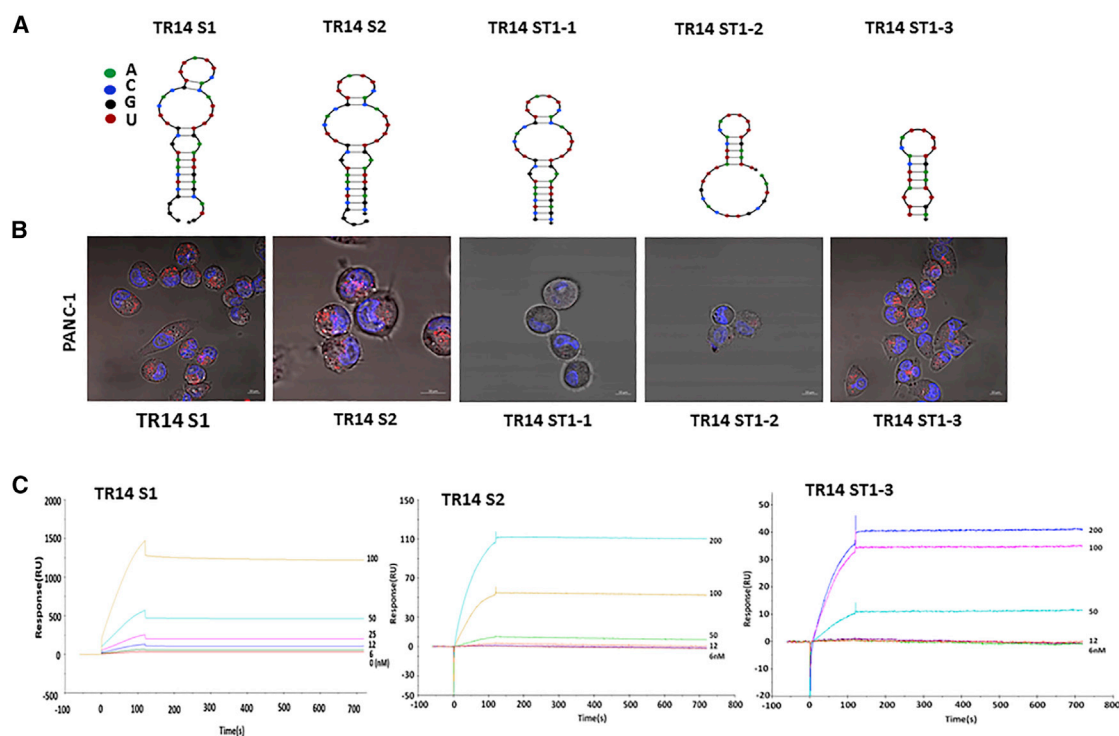 A
TR14 S1
TR14 S2
TR14 ST1-1
TR14 ST1-2
TR14 ST1-3
A
C
G
U
B
PANC-1
TR14 S1
TR14 S2
TR14 ST1-1
TR14 ST1-2
TR14 ST1-3
C
TR14 S1
Response(RU)
2000
1500
1000
500
0
-500
-100 0 100 200 300 400 500 600 700
Time(s)
100
50
25
12
6
0 (nM)
TR14 S2
Response(RU)
150
110
70
30
-10
-50
-100 0 100 200 300 400 500 600 700 800
Time(s)
200
100
50
12
6nM
TR14 ST1-3
Response(RU)
50
40
30
20
10
0
-10
-20
-100 0 100 200 300 400 500 600 700 800
Time(s)
200
100
50
12
6nM